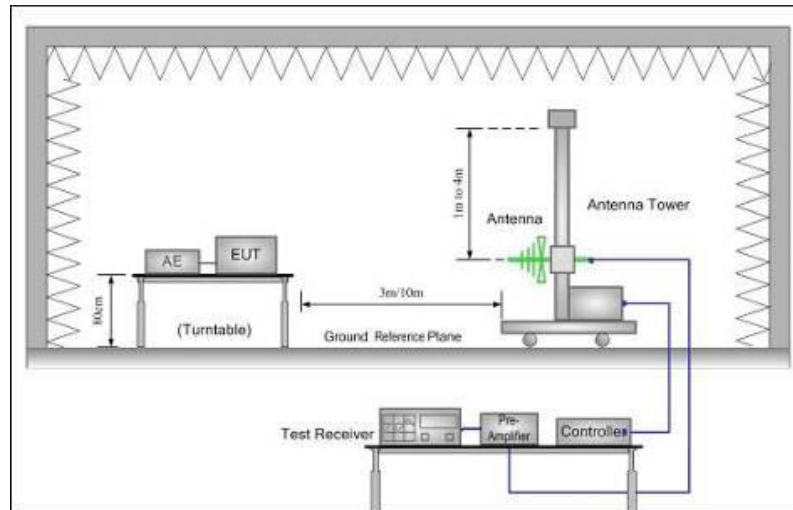 1m to 4m
Antenna
Antenna Tower
AE
EUT
3m/10m
80cm
(Turntable)
Ground Reference Plane
Test Receiver
Pre-
Amplifier
Controller